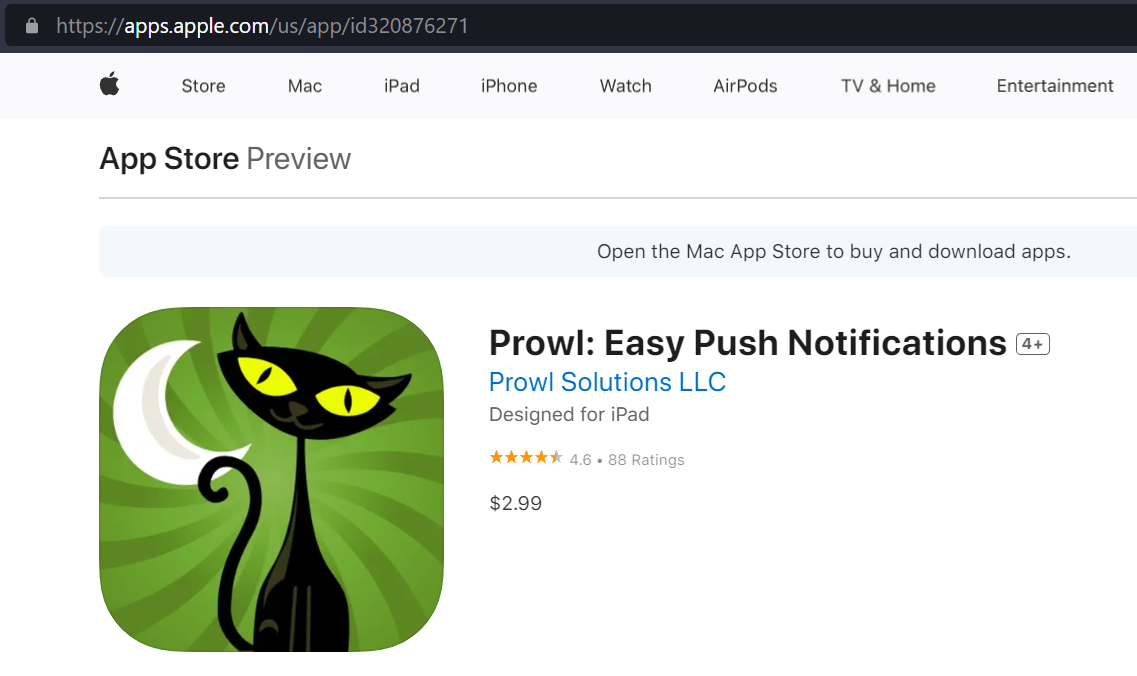 https://apps.apple.com/us/app/id320876271
Store Mac iPad iPhone Watch AirPods TV & Home Entertainment
App Store Preview
Open the Mac App Store to buy and download apps.
Prowl: Easy Push Notifications 4+
Prowl Solutions LLC
Designed for iPad
4.6 • 88 Ratings
$2.99